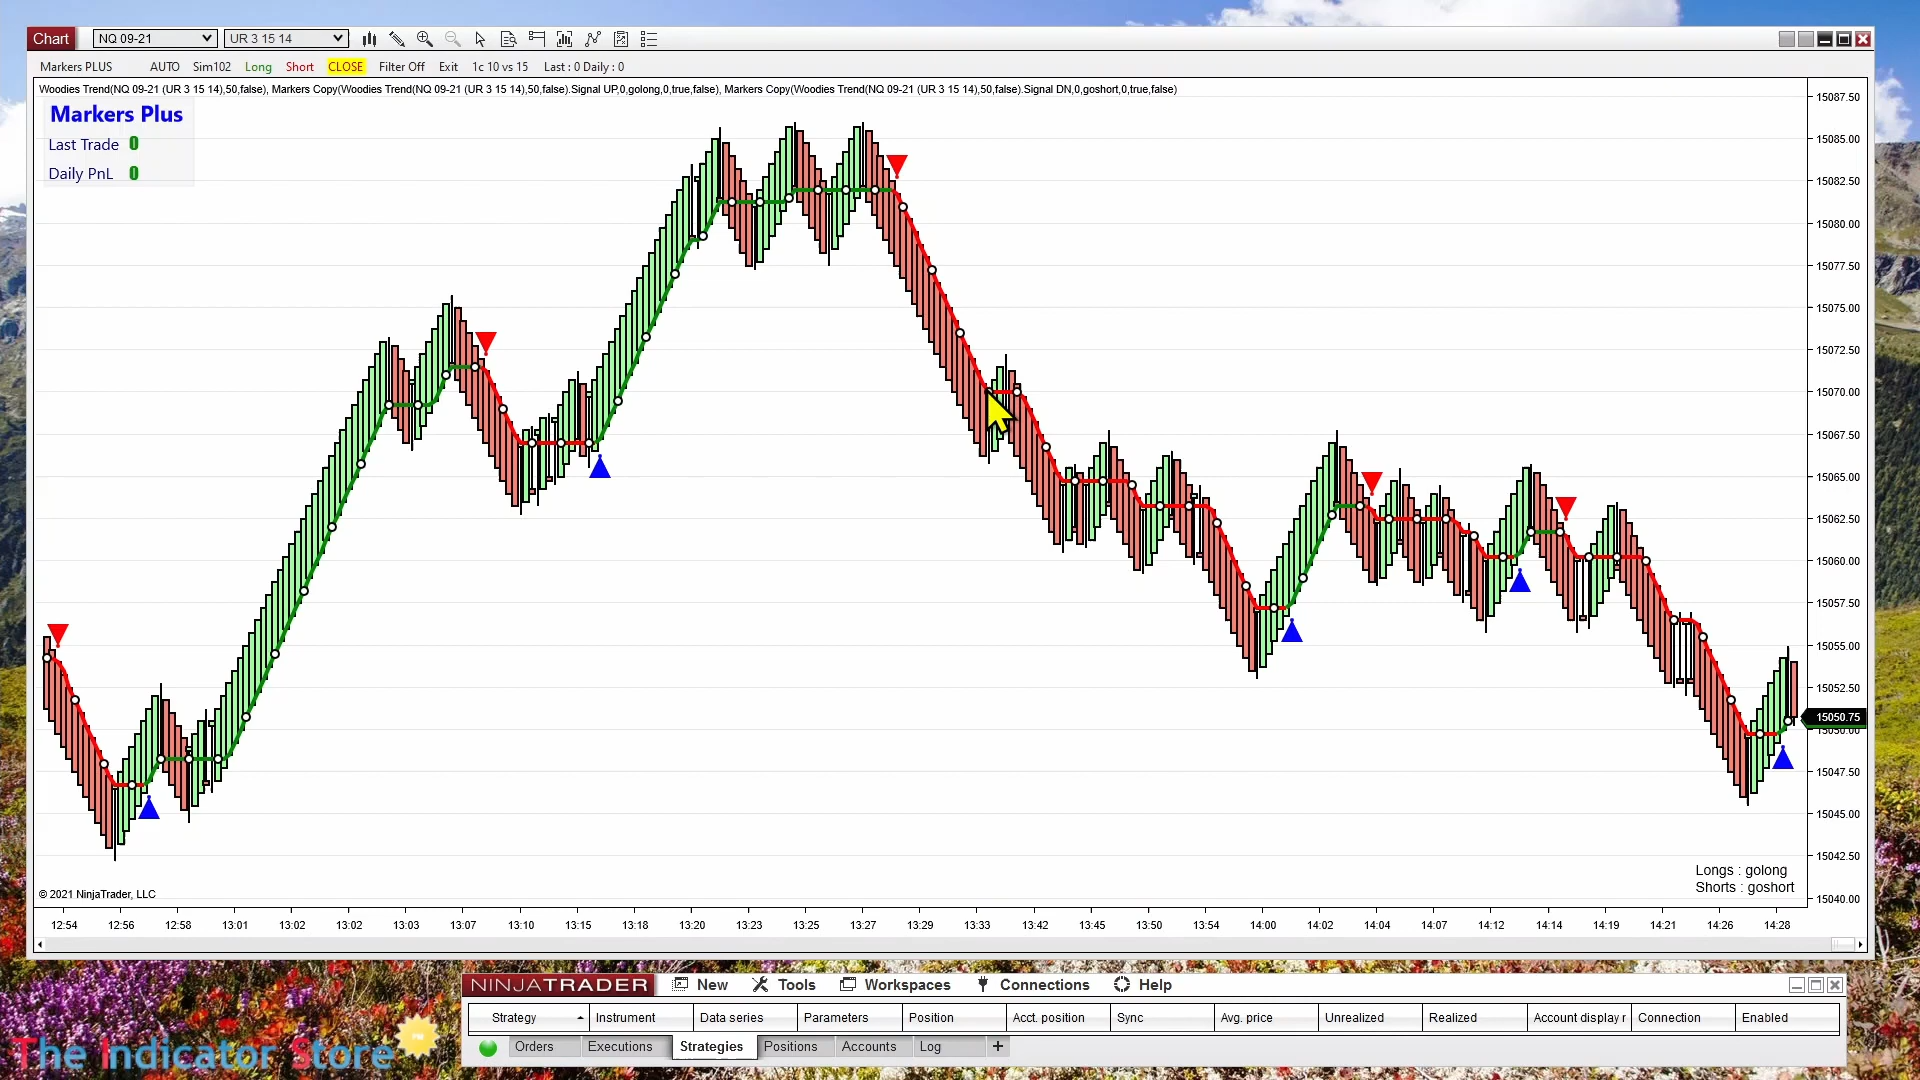 Chart NQ 09-21 UR 3 15 14
Markers PLUS AUTO Sim102 Long Short CLOSE Filter Off Exit 1c 10 vs 15 Last : 0 Daily : 0
Woodies Trend(NQ 09-21 (UR 3 15 14),50,false), Markers Copy(Woodies Trend(NQ 09-21 (UR 3 15 14),50,false).Signal UP,0,golong,0,true,false), Markers Copy(Woodies Trend(NQ 09-21 (UR 3 15 14),50,false).Signal DN,0,goshort,0,true,false)
Markers Plus
Last Trade 0
Daily PnL 0
15087.50
15085.00
15082.50
15080.00
15077.50
15075.00
15072.50
15070.00
15067.50
15065.00
15062.50
15060.00
15057.50
15055.00
15052.50
15050.75
15050.00
15047.50
15045.00
15042.50
15040.00
Longs : golong
Shorts : goshort
© 2021 NinjaTrader, LLC
12:54 12:56 12:58 13:01 13:02 13:02 13:03 13:07 13:10 13:15 13:18 13:20 13:23 13:25 13:27 13:29 13:33 13:42 13:45 13:50 13:54 14:00 14:02 14:04 14:07 14:12 14:14 14:19 14:21 14:26 14:28
NINJATRADER New Tools Workspaces Connections Help
Strategy Instrument Data series Parameters Position Acct. position Sync Avg. price Unrealized Realized Account display r Connection Enabled
Orders Executions Strategies Positions Accounts Log +
The Indicator Store